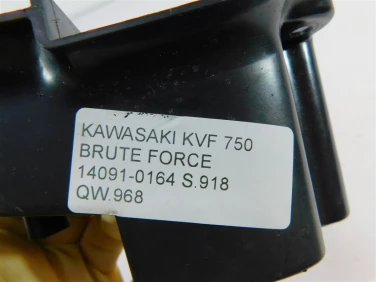 KAWASAKI KVF 750
BRUTE FORCE
14091-0164 S.918
QW.968